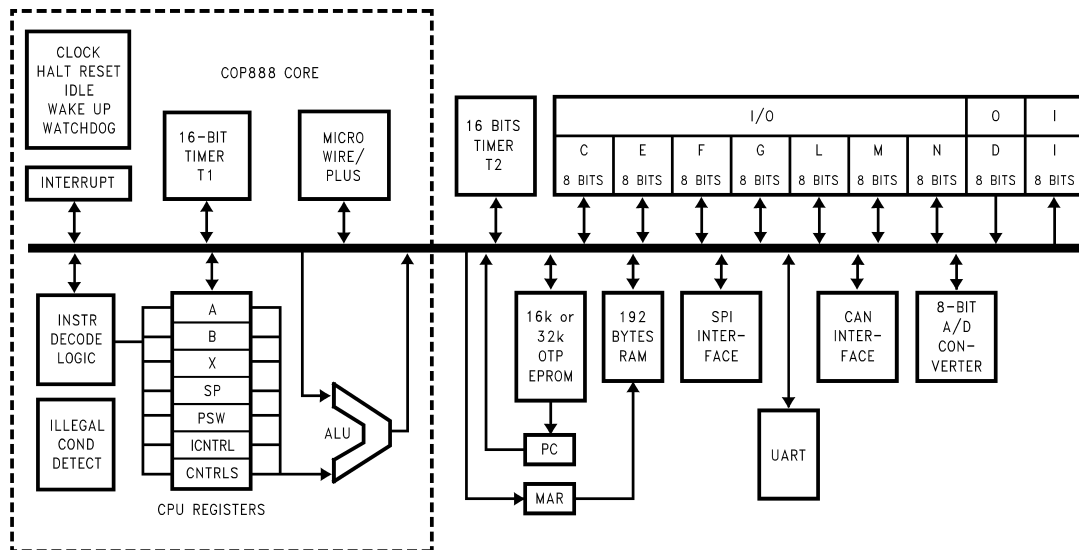 CLOCK
HALT RESET
IDLE
WAKE UP
WATCHDOG
COP888 CORE
INTERRUPT
16-BIT
TIMER
T1
MICRO
WIRE/
PLUS
16 BITS
TIMER
T2
I/O
O
I
C
E
F
G
L
M
N
D
I
8 BITS
8 BITS
8 BITS
8 BITS
8 BITS
8 BITS
8 BITS
8 BITS
8 BITS
INSTR
DECODE
LOGIC
ILLEGAL
COND
DETECT
A
B
X
SP
PSW
ICNTRL
CNTRLS
CPU REGISTERS
ALU
16k or
32k
OTP
EPROM
192
BYTES
RAM
SPI
INTER-
FACE
CAN
INTER-
FACE
8-BIT
A/D
CON-
VERTER
PC
MAR
UART